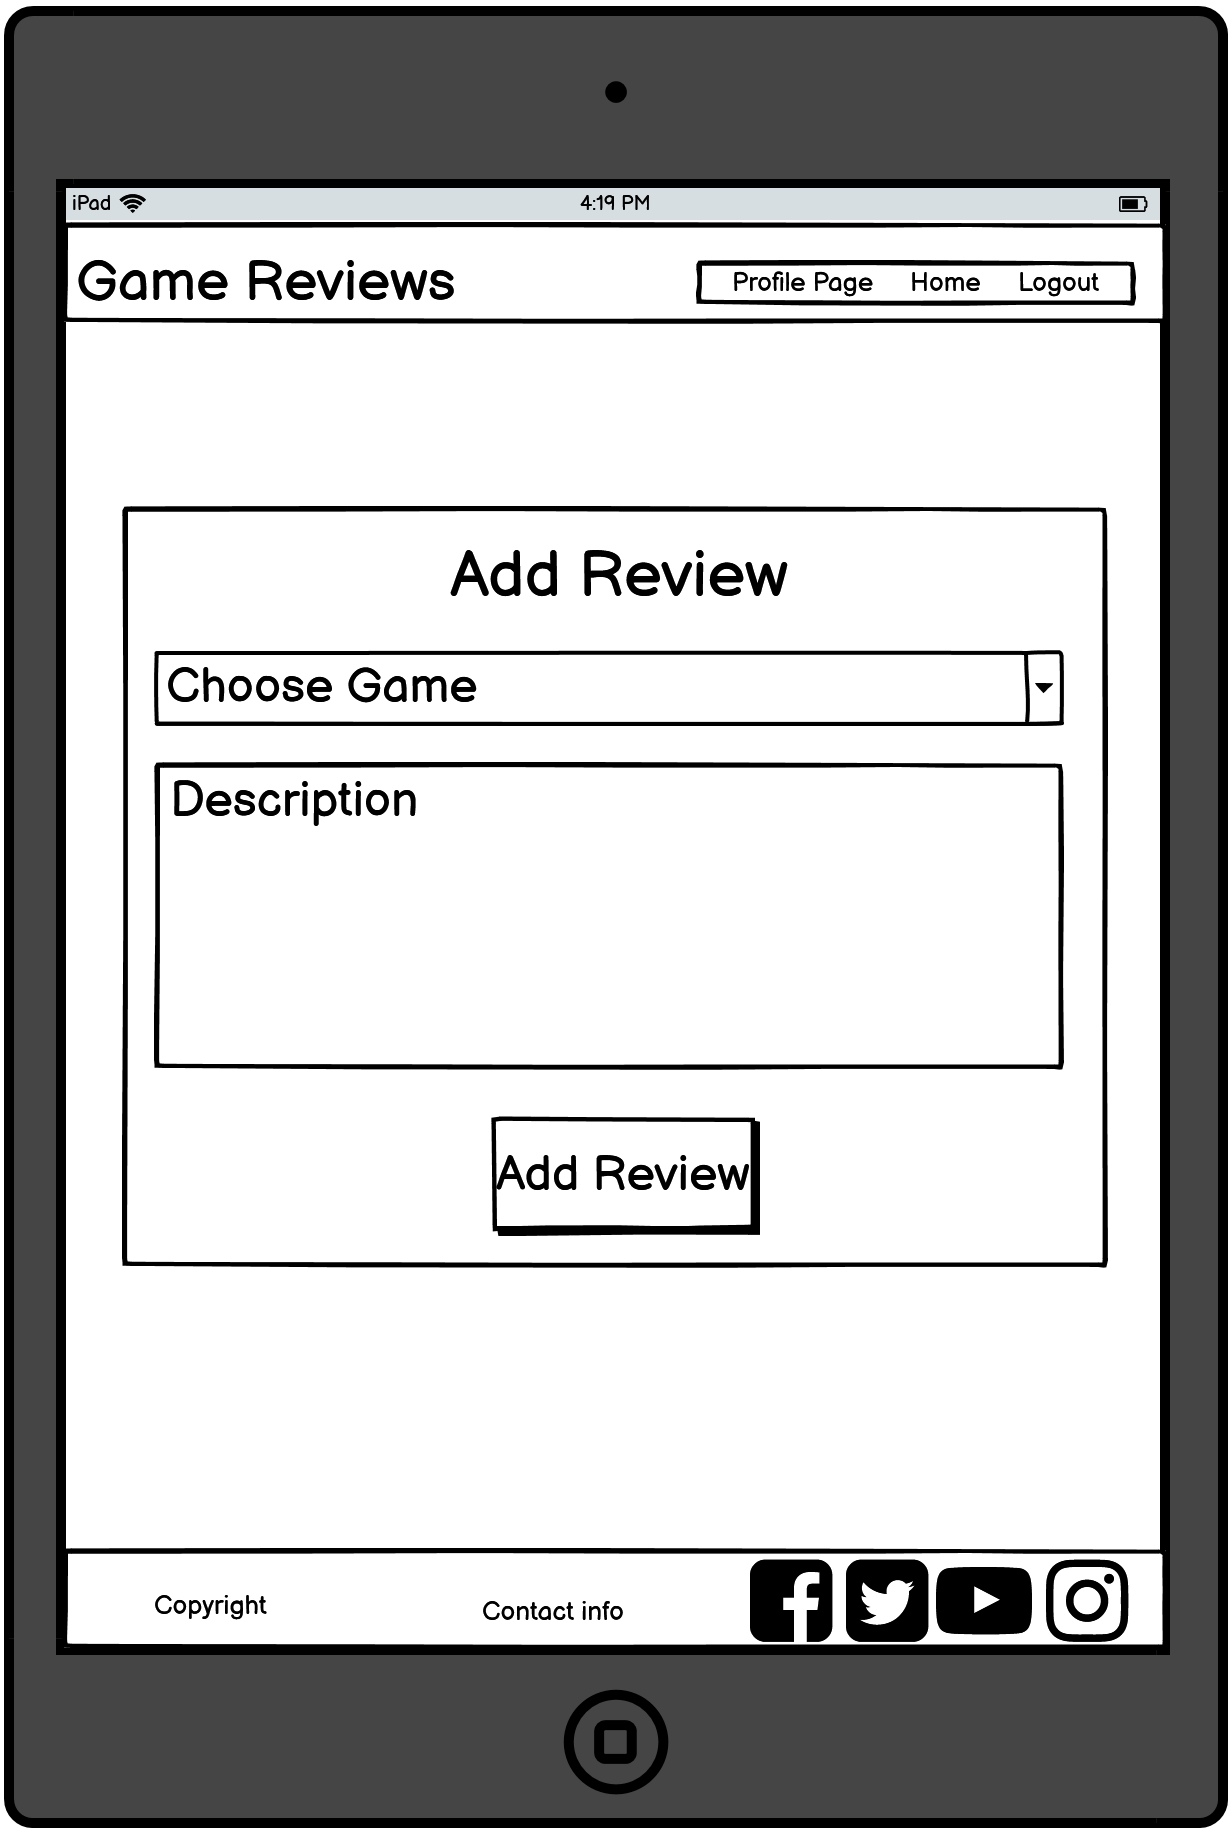 iPad 4:19 PM
Game Reviews Profile Page Home Logout
Add Review
Choose Game
Description
Add Review
Copyright Contact info